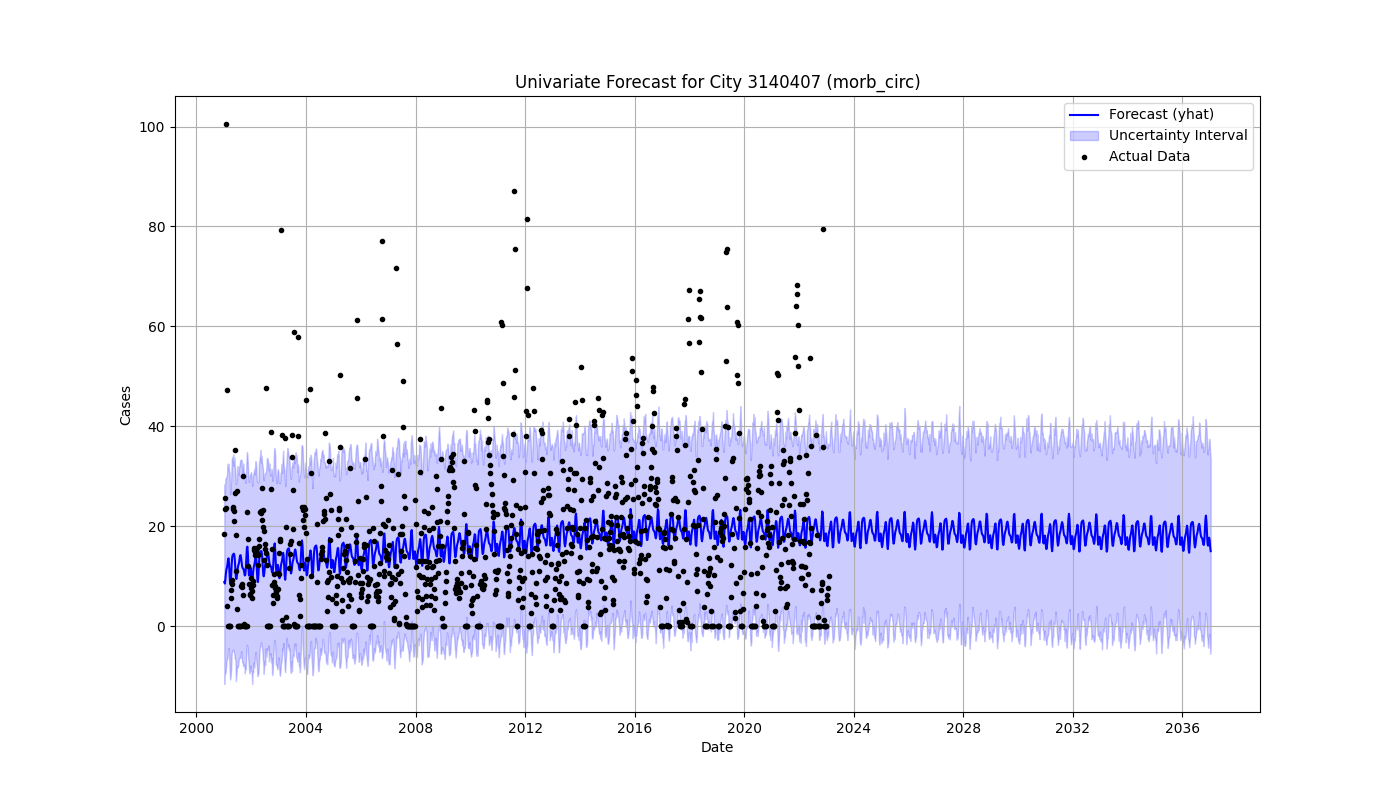 Univariate Forecast for City 3140407 (morb_circ)
Forecast (yhat)
Uncertainty Interval
Actual Data
Cases
100
80
60
40
20
0
2000 2004 2008 2012 2016 2020 2024 2028 2032 2036
Date